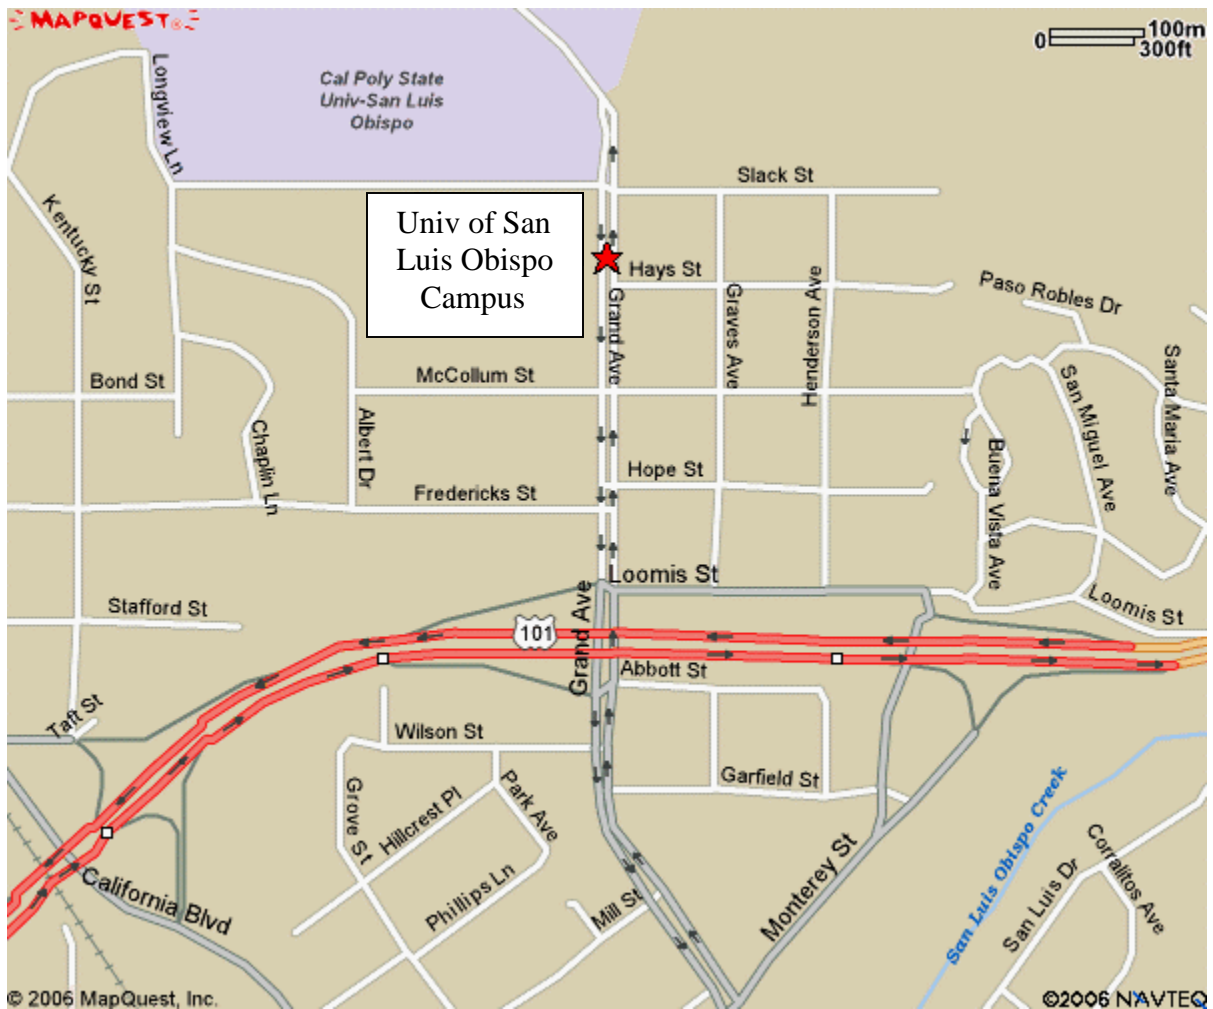 MAPQUEST®
100m
0
300ft
Longview Ln
Cal Poly State
Univ-San Luis
Obispo
Slack St
Kentucky St
Univ of San
Luis Obispo
Campus
Hays St
Grand Ave
Graves Ave
Henderson Ave
Paso Robles Dr
Bond St
McCollum St
Santa Maria Ave
San Miguel Ave
Chaplin Ln
Albert Dr
Hope St
Buena Vista Ave
Fredericks St
Loomis St
Stafford St
Grand Ave
101
Loomis St
Abbott St
Taft St
Wilson St
Garfield St
Grove St
Hillcrest Pl
Park Ave
San Luis Obispo Creek
California Blvd
Phillips Ln
Mill St
Monterey St
San Luis Dr
Corralitos Ave
© 2006 MapQuest, Inc.
©2006 NAVTEQ